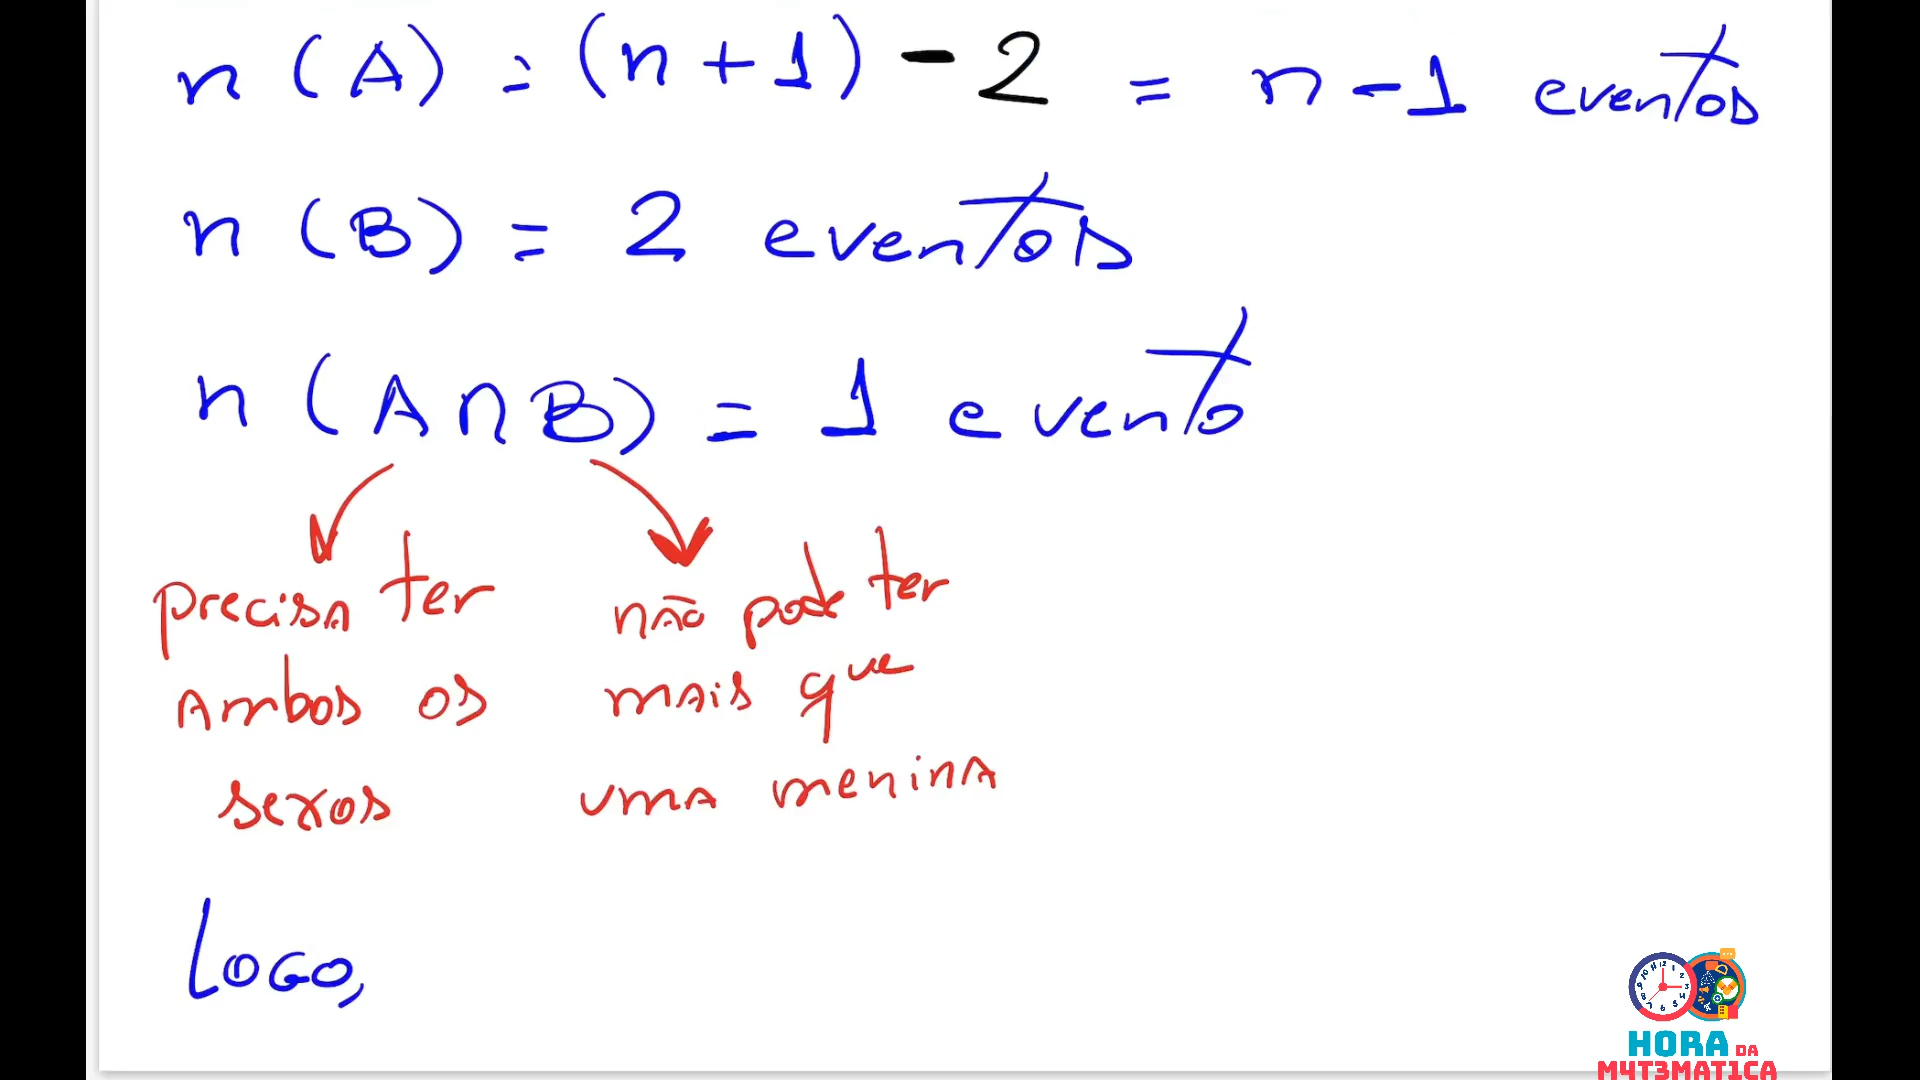 n (A) = (n + 1) - 2 = n - 1 eventos
n (B) = 2 eventos
n (A ∩ B) = 1 evento
precisa ter
ambos os
sexos
não pode ter
mais que
uma menina
Logo,
HORA DA
M4T3M4T1CA